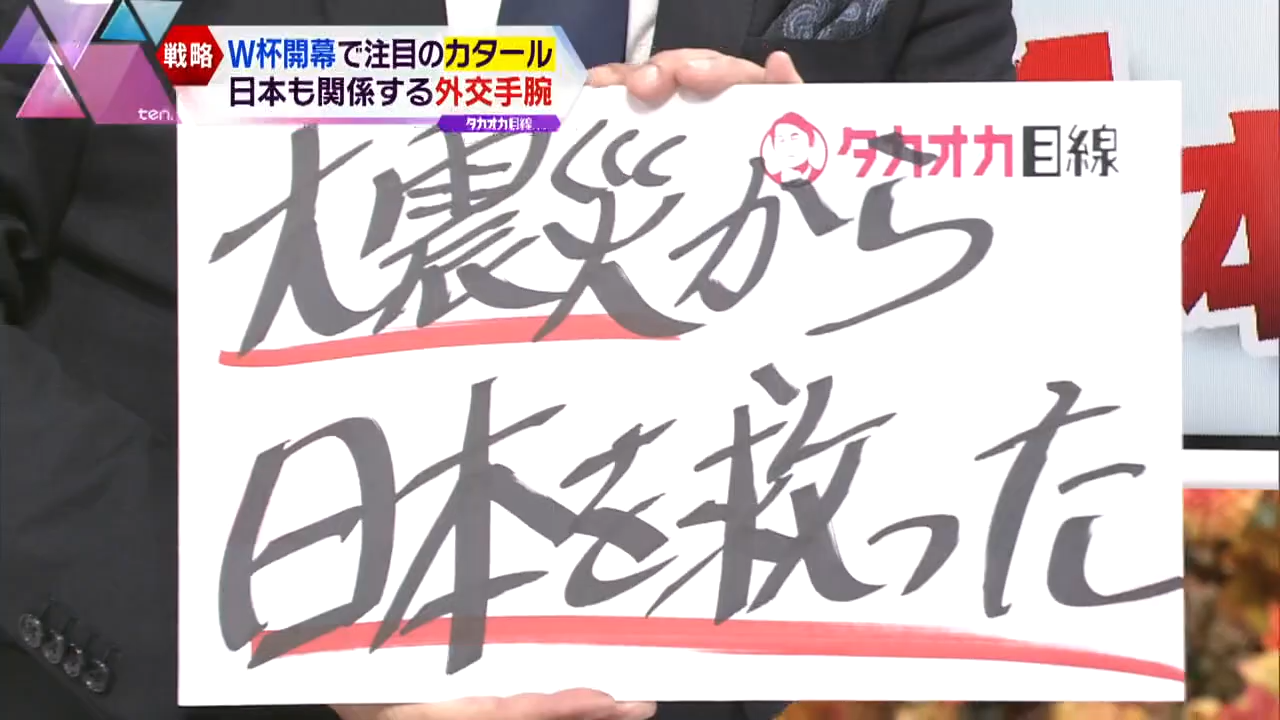 ten.
戦略
W杯開幕で注目のカタール
日本も関係する外交手腕
タカオカ目線
タカオカ目線
大震災から
日本を救った
本